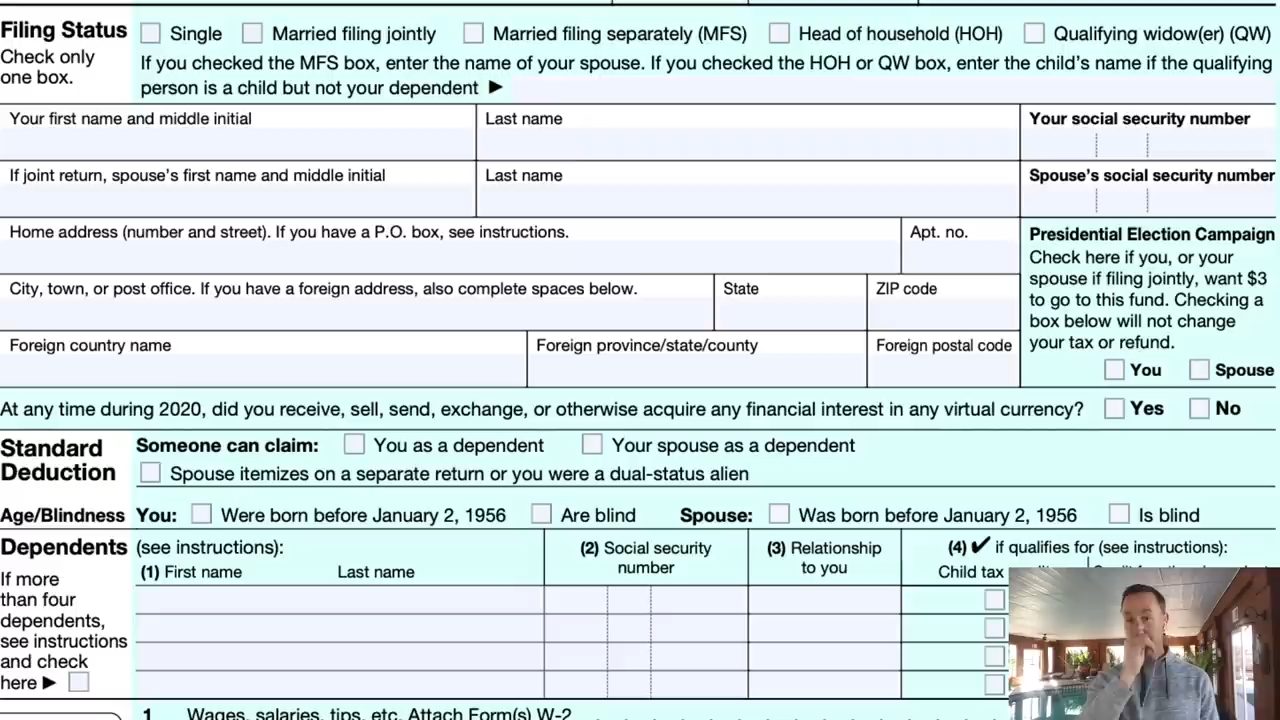 Filing Status
Check only
one box.
Single Married filing jointly Married filing separately (MFS) Head of household (HOH) Qualifying widow(er) (QW)
If you checked the MFS box, enter the name of your spouse. If you checked the HOH or QW box, enter the child's name if the qualifying
person is a child but not your dependent ►
Your first name and middle initial
Last name
Your social security number
If joint return, spouse's first name and middle initial
Last name
Spouse's social security number
Home address (number and street). If you have a P.O. box, see instructions.
Apt. no.
City, town, or post office. If you have a foreign address, also complete spaces below.
State
ZIP code
Foreign country name
Foreign province/state/county
Foreign postal code
Presidential Election Campaign
Check here if you, or your
spouse if filing jointly, want $3
to go to this fund. Checking a
box below will not change
your tax or refund.
You Spouse
At any time during 2020, did you receive, sell, send, exchange, or otherwise acquire any financial interest in any virtual currency? Yes No
Standard
Deduction
Someone can claim: You as a dependent Your spouse as a dependent
Spouse itemizes on a separate return or you were a dual-status alien
Age/Blindness You: Were born before January 2, 1956 Are blind Spouse: Was born before January 2, 1956 Is blind
Dependents (see instructions):
If more
than four
dependents,
see instructions
and check
here ►
(1) First name Last name
(2) Social security
number
(3) Relationship
to you
(4) ✔ if qualifies for (see instructions):
Child tax
1 Wages, salaries, tips, etc. Attach Form(s) W-2